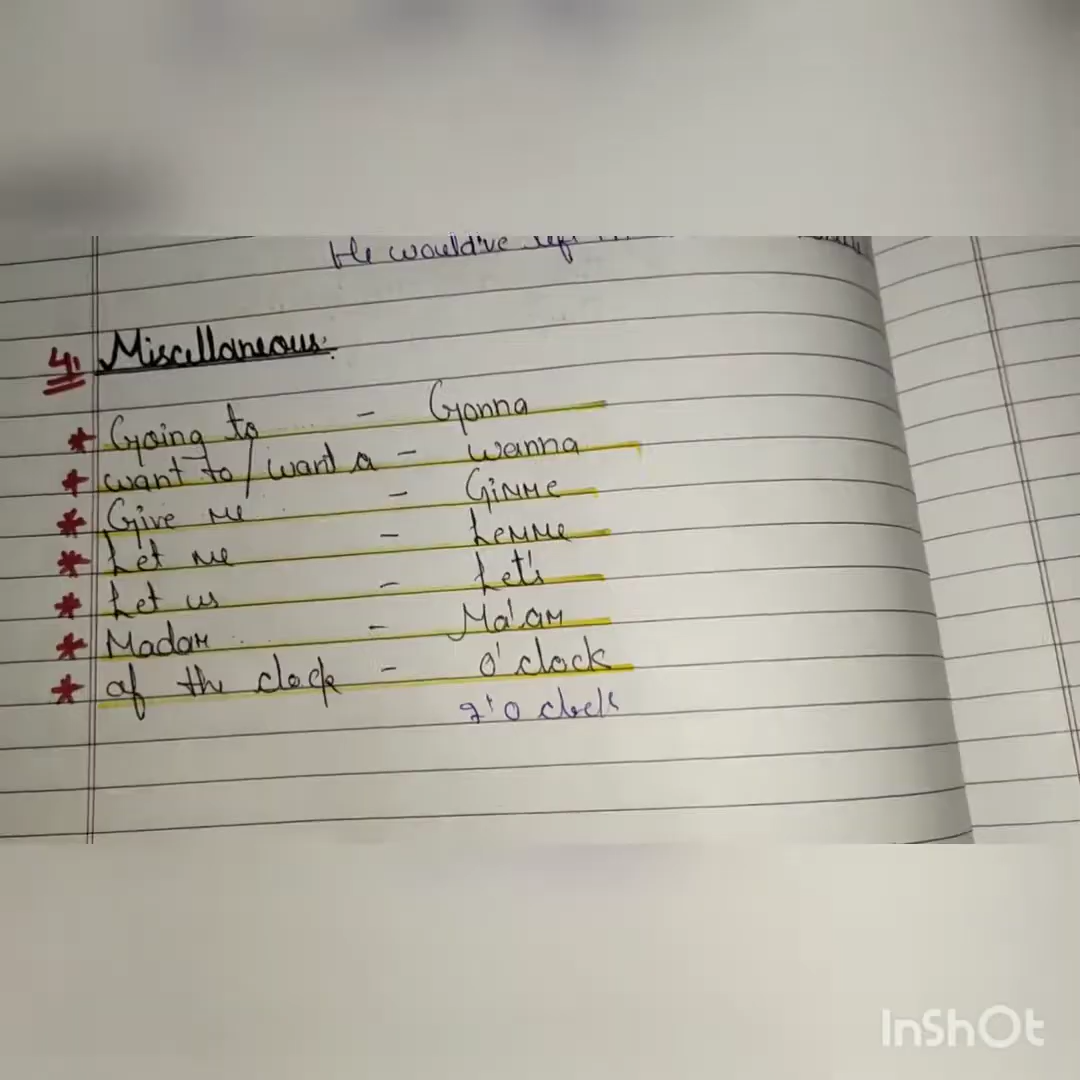 He would've left
4. Miscellaneous:
* Going to - Gonna
* want to / want a - wanna
* Give me - Gimme
* Let me - Lemme
* Let us - Let's
* Madam - Ma'am
* of the clock - o'clock
7'o clock
InShOt